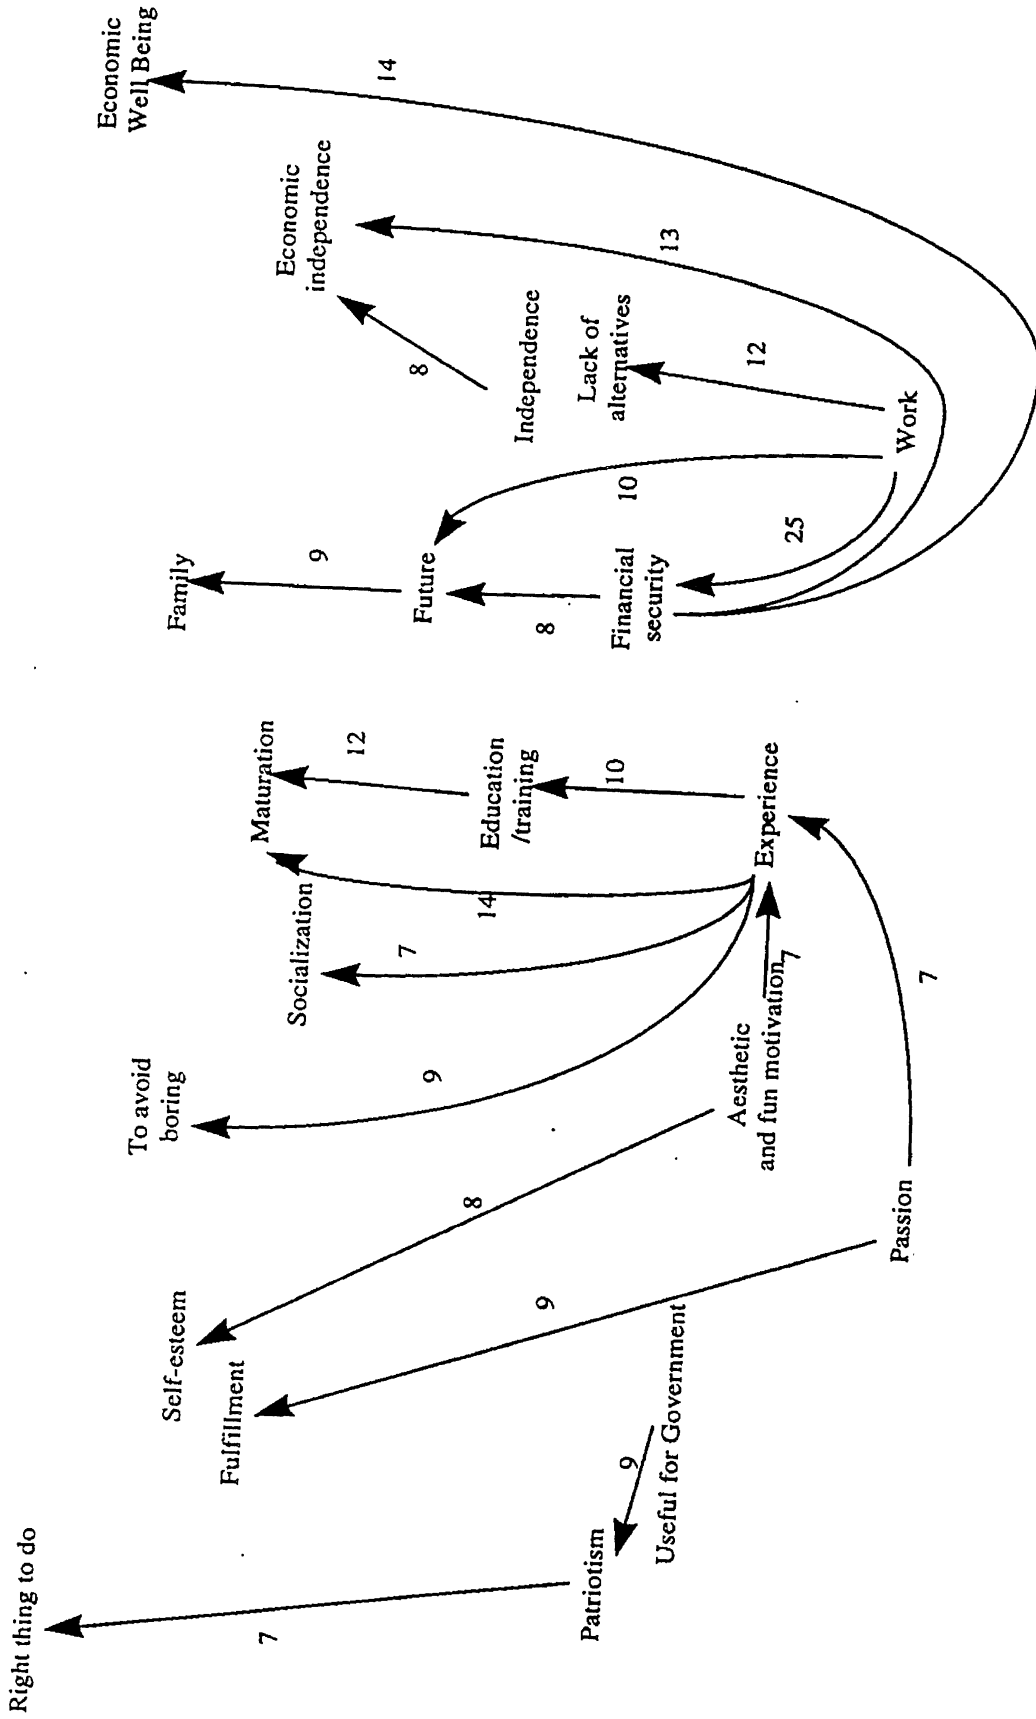 Right thing to do
Economic
Well Being
To avoid
boring
Self-esteem
Family
Fulfillment
Maturation
Socialization
Economic
independence
7
9
12
14
7
8
9
Future
8
14
Education
/training
Independence
9
8
Patriotism
Lack of
alternatives
10
Financial
security
10
9
Useful for Government
13
Aesthetic
and fun motivation
12
Experience
7
25
Passion
Work
7